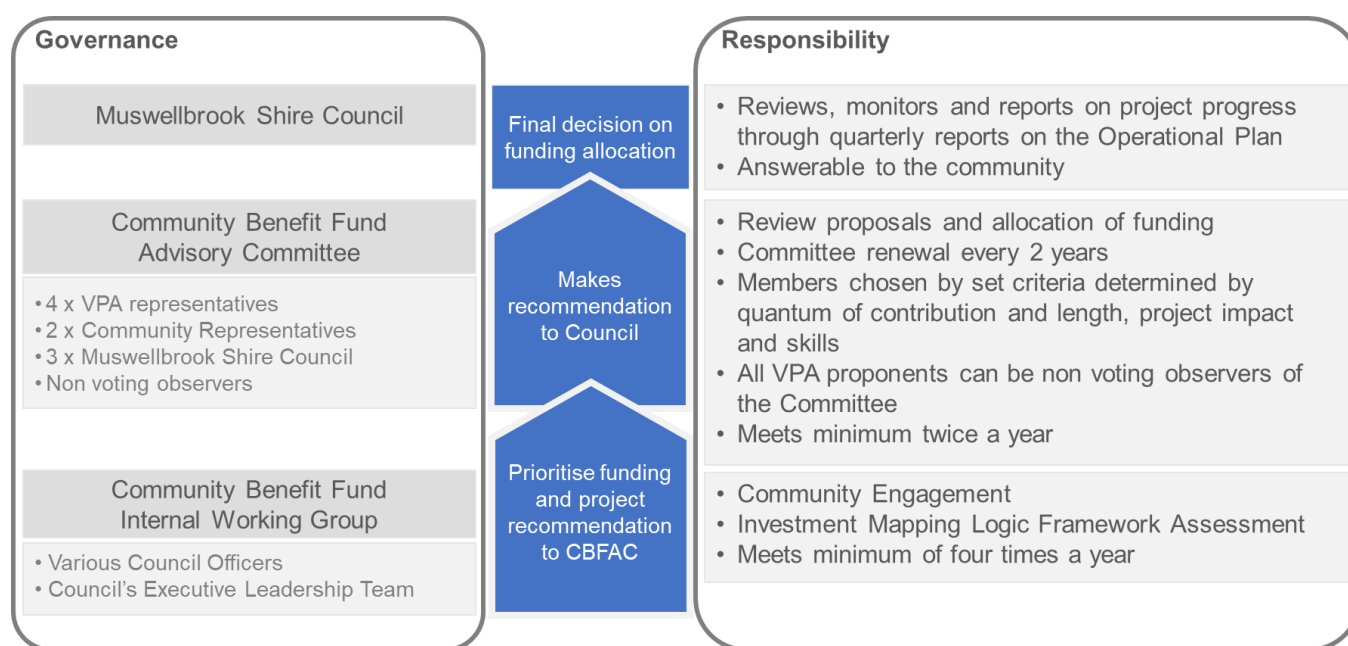 Governance
Muswellbrook Shire Council
Community Benefit Fund
Advisory Committee
• 4 x VPA representatives
• 2 x Community Representatives
• 3 x Muswellbrook Shire Council
• Non voting observers
Community Benefit Fund
Internal Working Group
• Various Council Officers
• Council's Executive Leadership Team
Final decision on
funding allocation
Makes
recommendation
to Council
Prioritise funding
and project
recommendation
to CBFAC
Responsibility
• Reviews, monitors and reports on project progress
through quarterly reports on the Operational Plan
• Answerable to the community
• Review proposals and allocation of funding
• Committee renewal every 2 years
• Members chosen by set criteria determined by
quantum of contribution and length, project impact
and skills
• All VPA proponents can be non voting observers of
the Committee
• Meets minimum twice a year
• Community Engagement
• Investment Mapping Logic Framework Assessment
• Meets minimum of four times a year